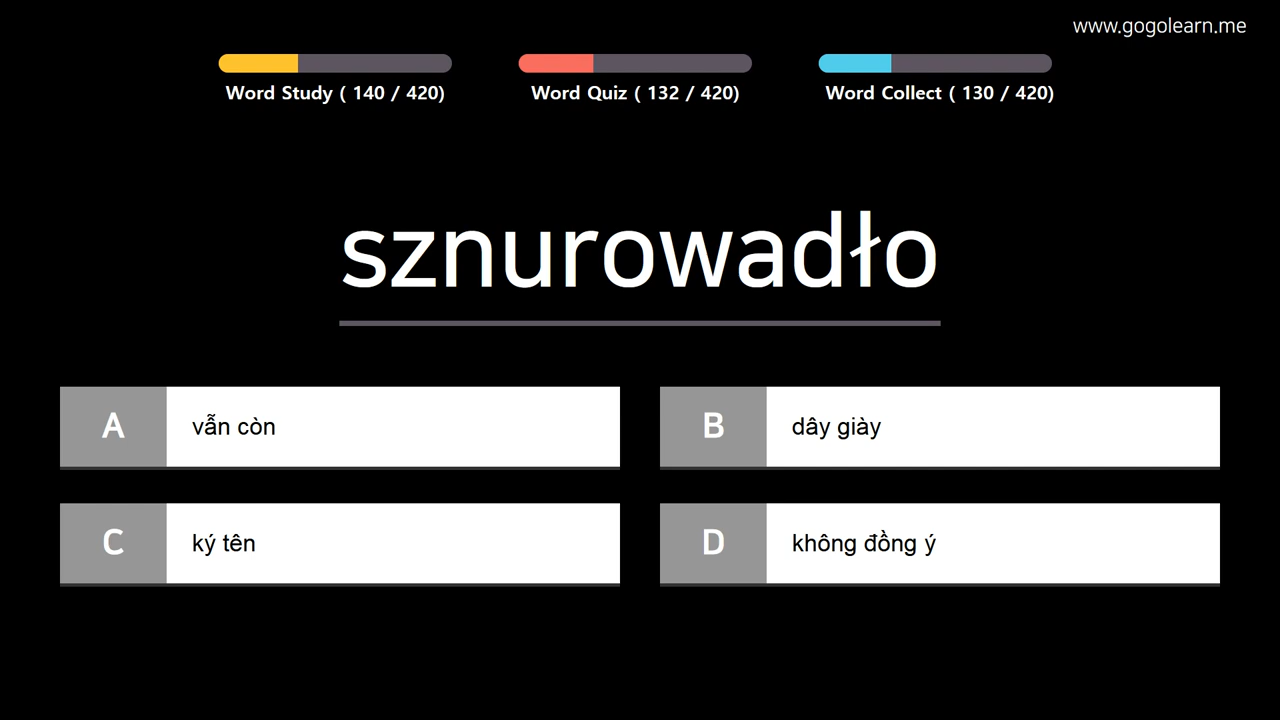 www.gogolearn.me
Word Study ( 140 / 420)
Word Quiz ( 132 / 420)
Word Collect ( 130 / 420)
sznurowadło
A vẫn còn
B dây giày
C ký tên
D không đồng ý